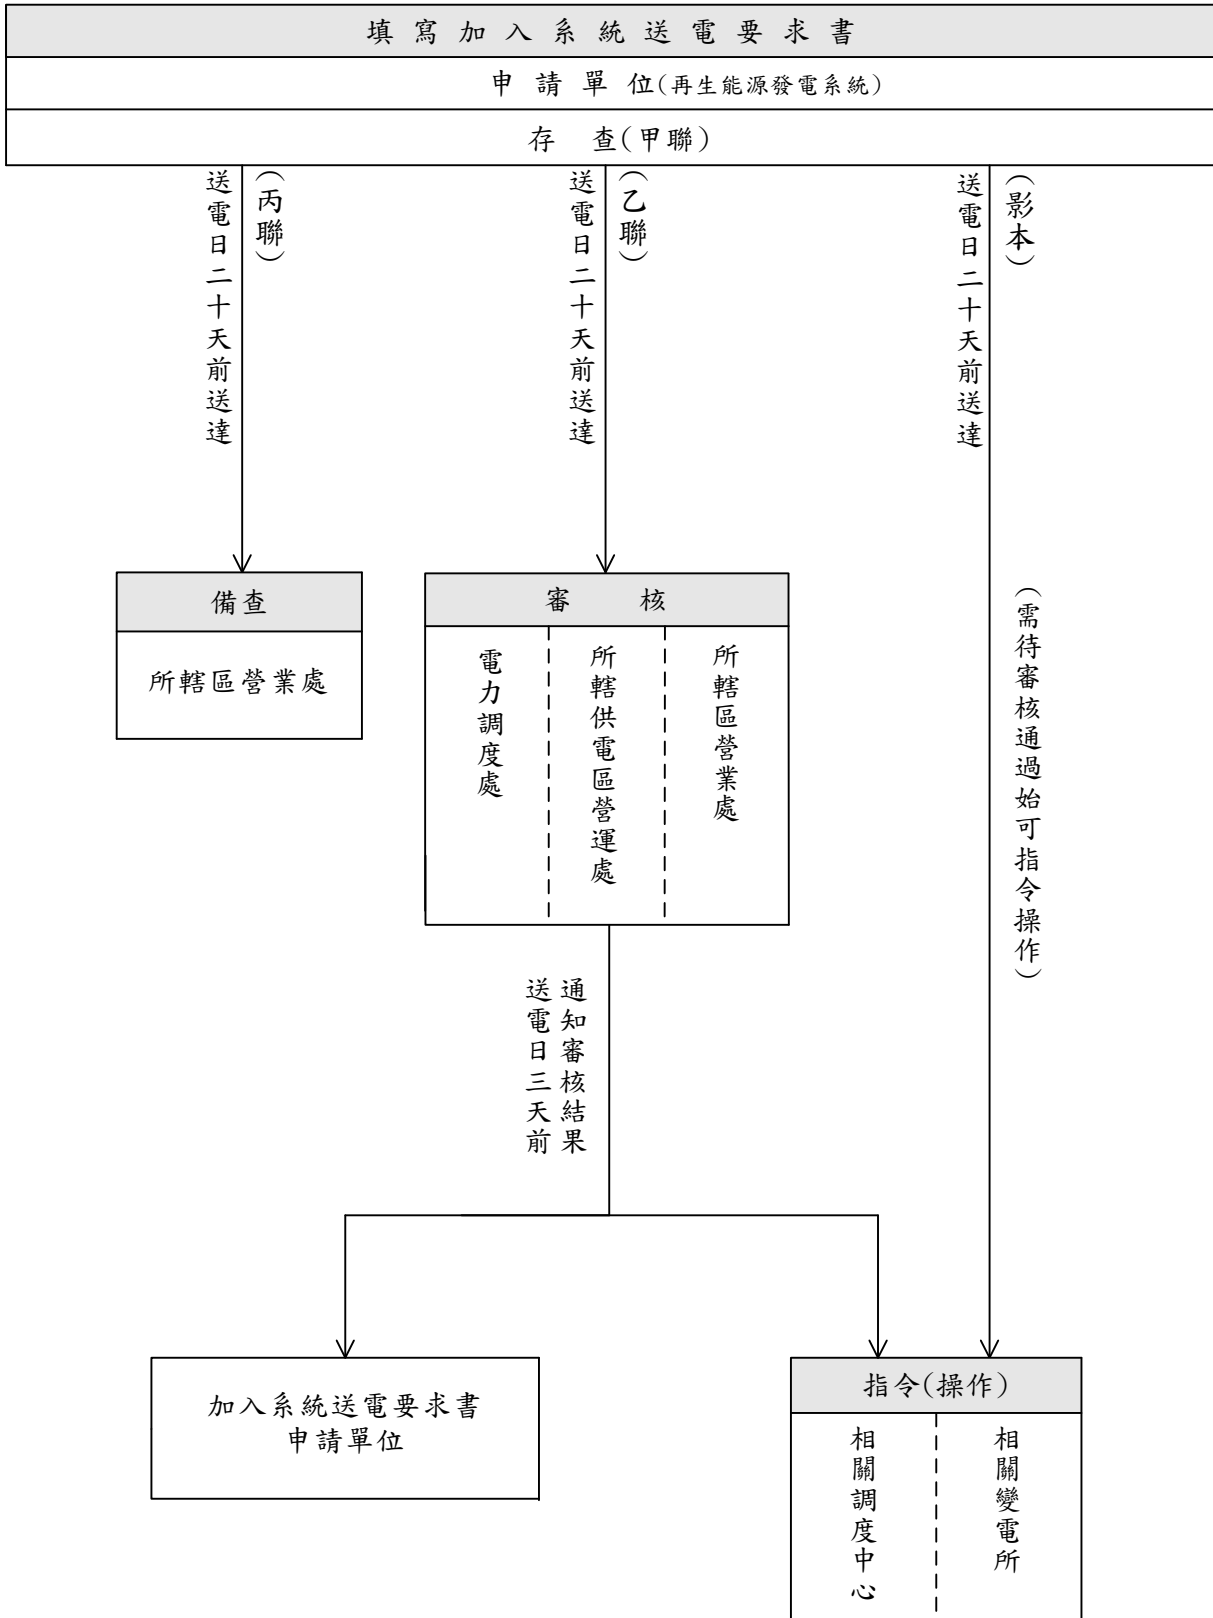 填寫加入系統送電要求書
申請單位(再生能源發電系統)
存 查(甲聯)
(丙聯)
送電日二十天前送達
(乙聯)
送電日二十天前送達
(影本)
送電日二十天前送達
備查
所轄區營業處
審 核
電力調度處
所轄供電區營運處
所轄區營業處
(需待審核通過始可指令操作)
通知審核結果
送電日三天前
加入系統送電要求書
申請單位
指令(操作)
相關調度中心
相關變電所